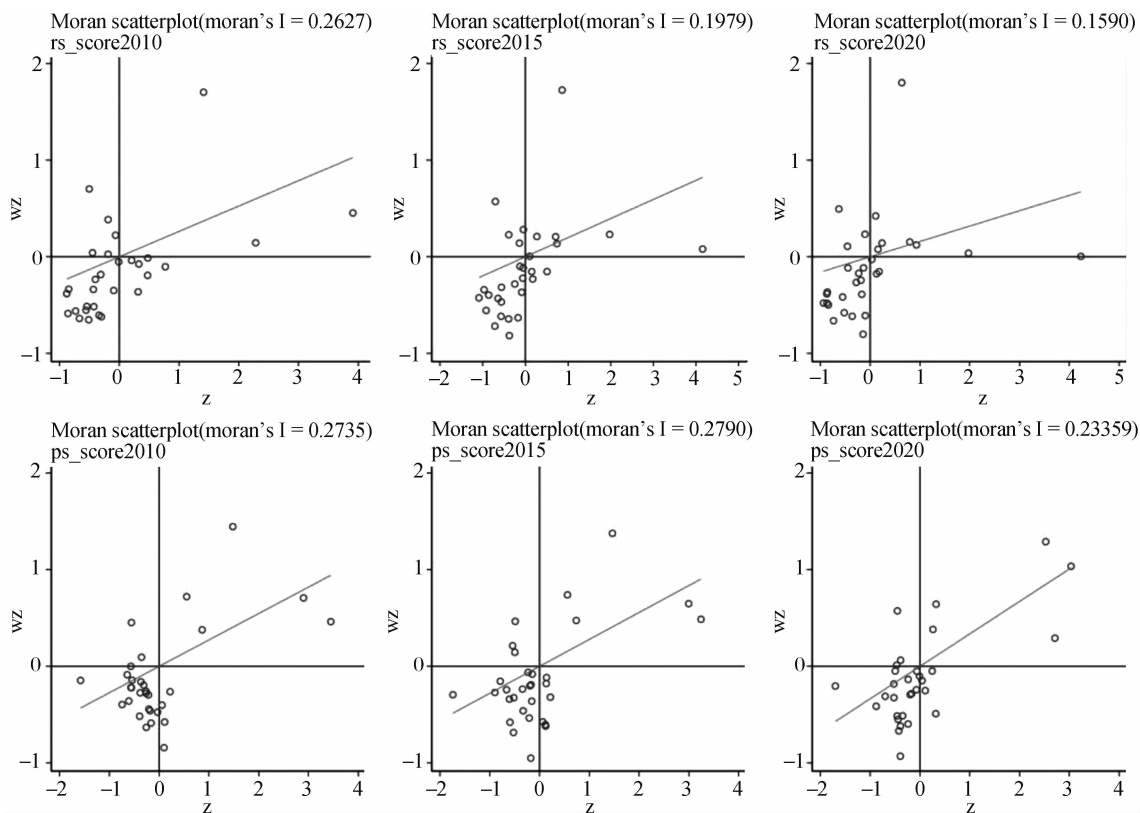 Moran scatterplot(moran's I = 0.2627)
rs_score2010
2
1
0
−1
wz
−1 0 1 2 3 4
z
Moran scatterplot(moran's I = 0.1979)
rs_score2015
2
1
0
−1
wz
−2 −1 0 1 2 3 4 5
z
Moran scatterplot(moran's I = 0.1590)
rs_score2020
2
1
0
−1
wz
−1 0 1 2 3 4 5
z
Moran scatterplot(moran's I = 0.2735)
ps_score2010
2
1
0
−1
wz
−2 −1 0 1 2 3 4
z
Moran scatterplot(moran's I = 0.2790)
ps_score2015
2
1
0
−1
wz
−2 −1 0 1 2 3 4
z
Moran scatterplot(moran's I = 0.23359)
ps_score2020
2
1
0
−1
wz
−2 −1 0 1 2 3 4
z